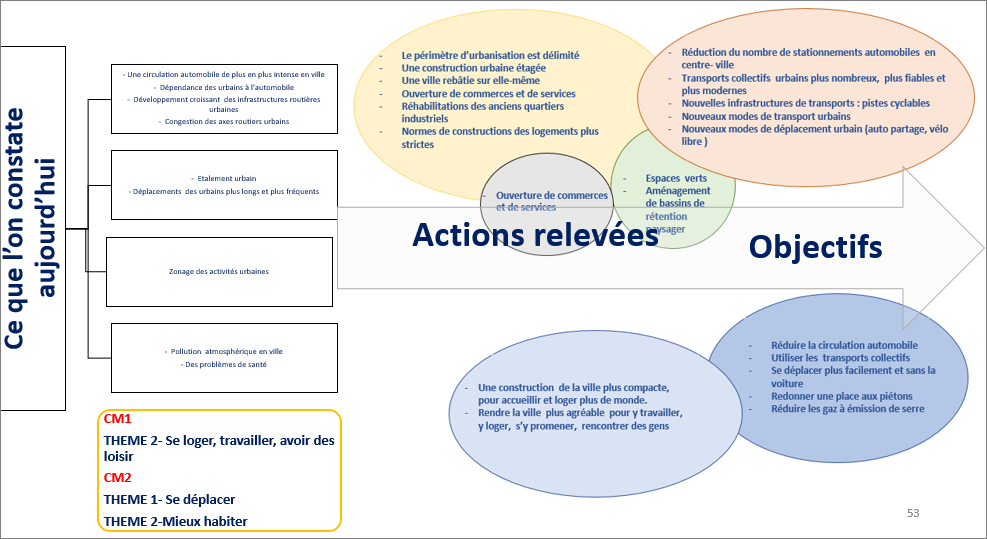 Ce que l'on constate
aujourd'hui
- Une circulation automobile de plus en plus intense en ville
- Dépendance des urbains à l'automobile
- Développement croissant des infrastructures routières
urbaines
- Congestion des axes routiers urbains
- Etalement urbain
- Déplacements des urbains plus longs et plus fréquents
Zonage des activités urbaines
- Pollution atmosphérique en ville
- Des problèmes de santé
CM1
THEME 2- Se loger, travailler, avoir des
loisir
CM2
THEME 1- Se déplacer
THEME 2-Mieux habiter
- Le périmètre d'urbanisation est délimité
- Une construction urbaine étagée
- Une ville rebâtie sur elle-même
- Ouverture de commerces et de services
- Réhabilitations des anciens quartiers
industriels
- Normes de constructions des logements plus
strictes
- Réduction du nombre de stationnements automobiles en
centre- ville
- Transports collectifs urbains plus nombreux, plus fiables et
plus modernes
- Nouvelles infrastructures de transports : pistes cyclables
- Nouveaux modes de transport urbains
- Nouveaux modes de déplacement urbain (auto partage, vélo
libre )
- Ouverture de commerces
et de services
- Espaces verts
- Aménagement
de bassins de
rétention
paysager
Actions relevées
Objectifs
- Une construction de la ville plus compacte,
pour accueillir et loger plus de monde.
- Rendre la ville plus agréable pour y travailler,
y loger, s'y promener, rencontrer des gens
- Réduire la circulation automobile
- Utiliser les transports collectifs
- Se déplacer plus facilement et sans la
voiture
- Redonner une place aux piétons
- Réduire les gaz à émission de serre
53